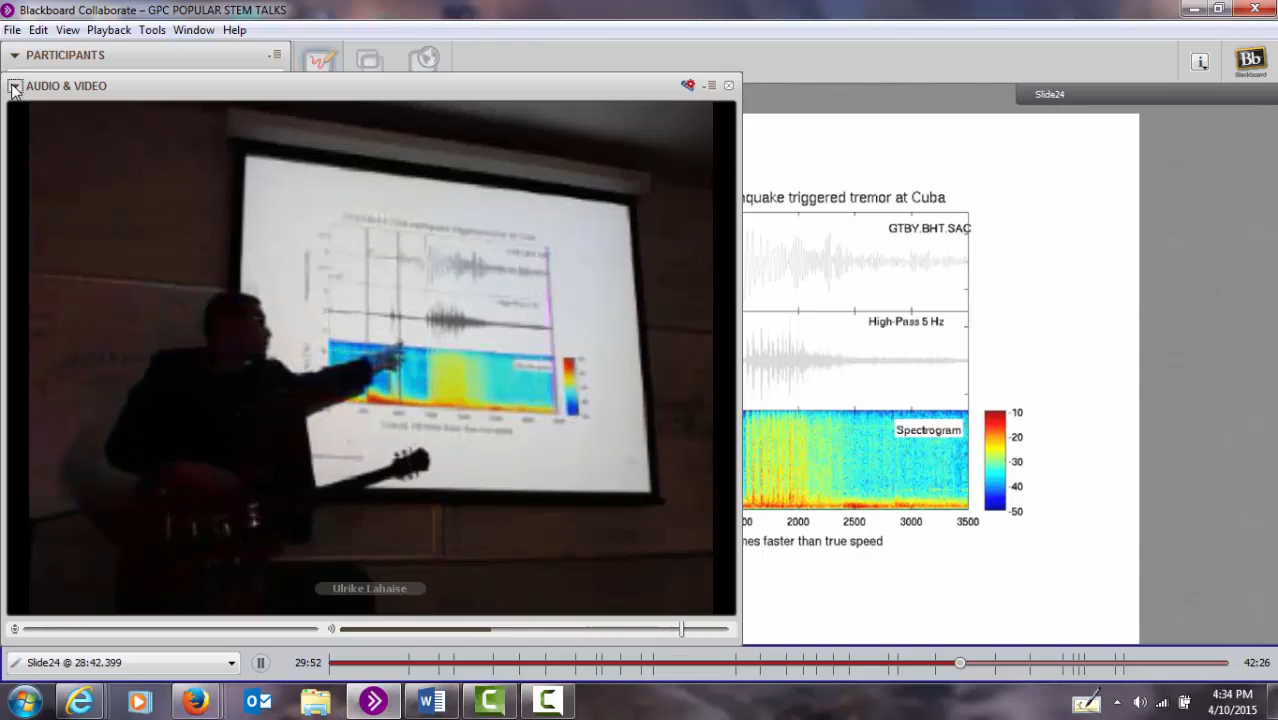 Blackboard Collaborate – GPC POPULAR STEM TALKS
File Edit View Playback Tools Window Help
PARTICIPANTS
Bb
Blackboard
AUDIO & VIDEO
Slide24
quake triggered tremor at Cuba
GTBY.BHT.SAC
High-Pass 5 Hz
Spectrogram
-10
-20
-30
-40
-50
00 2000 2500 3000 3500
mes faster than true speed
Ulrike Lahaise
Slide24 @ 28:42.399
29:52
42:26
4:34 PM
4/10/2015